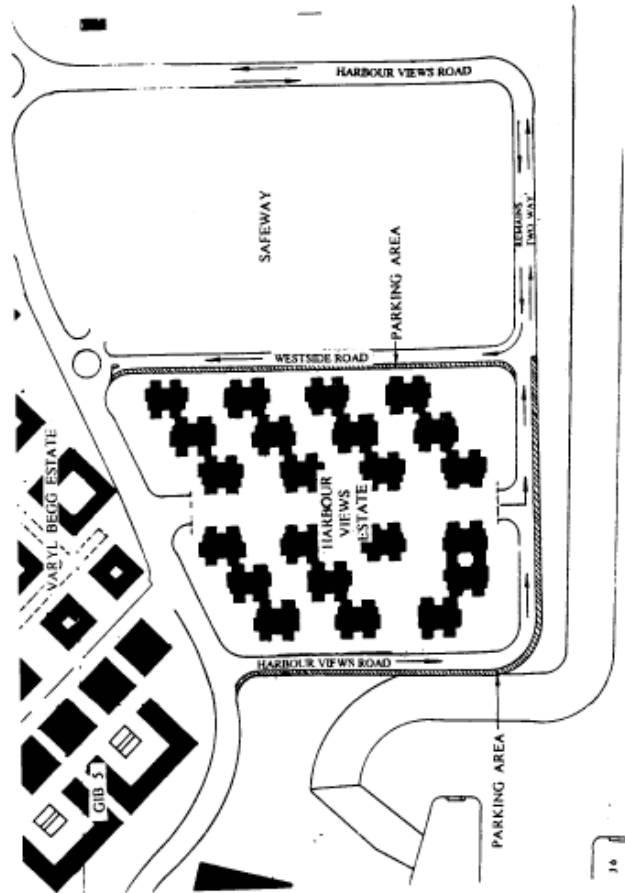 HARBOUR VIEWS ROAD
SAFEWAY
REMAINS
'TWO WAY'
PARKING AREA
WESTSIDE ROAD
VARYL BEGG ESTATE
HARBOUR
VIEWS
ESTATE
HARBOUR VIEWS ROAD
GIB 5
PARKING AREA
36